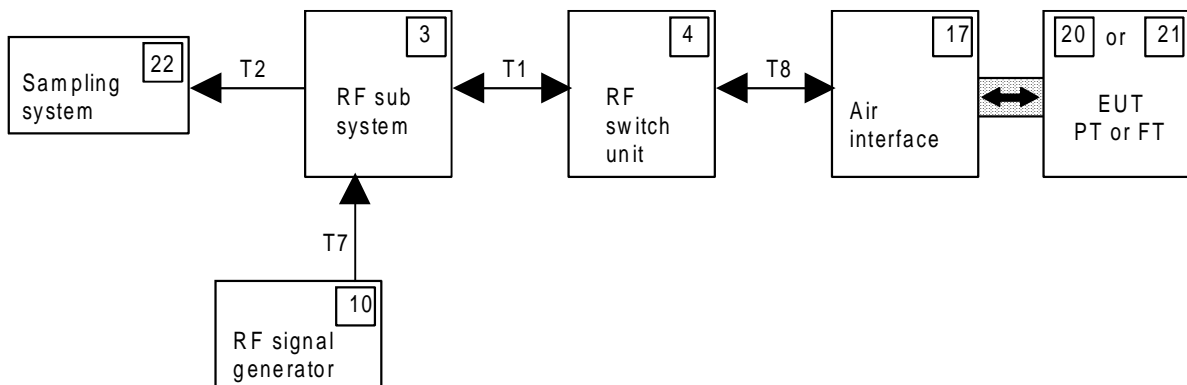 22
Sampling
system
T2
3
RF sub
system
T1
4
RF
switch
unit
T8
17
Air
interface
20 or 21
EUT
PT or FT
T7
10
RF signal
generator